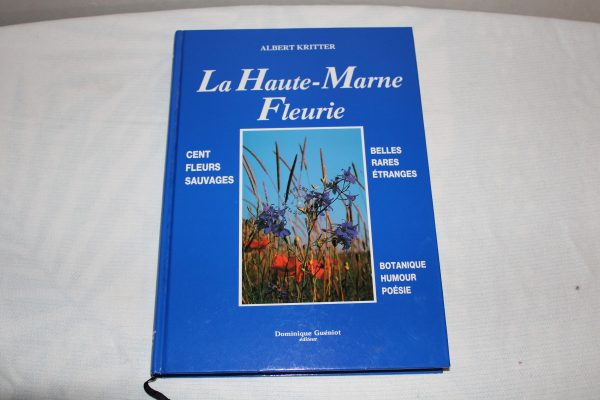 ALBERT KRITTER
La Haute-Marne
Fleurie
CENT
FLEURS
SAUVAGES
BELLES
RARES
ÉTRANGES
BOTANIQUE
HUMOUR
POÉSIE
Dominique Guéniot
éditeur